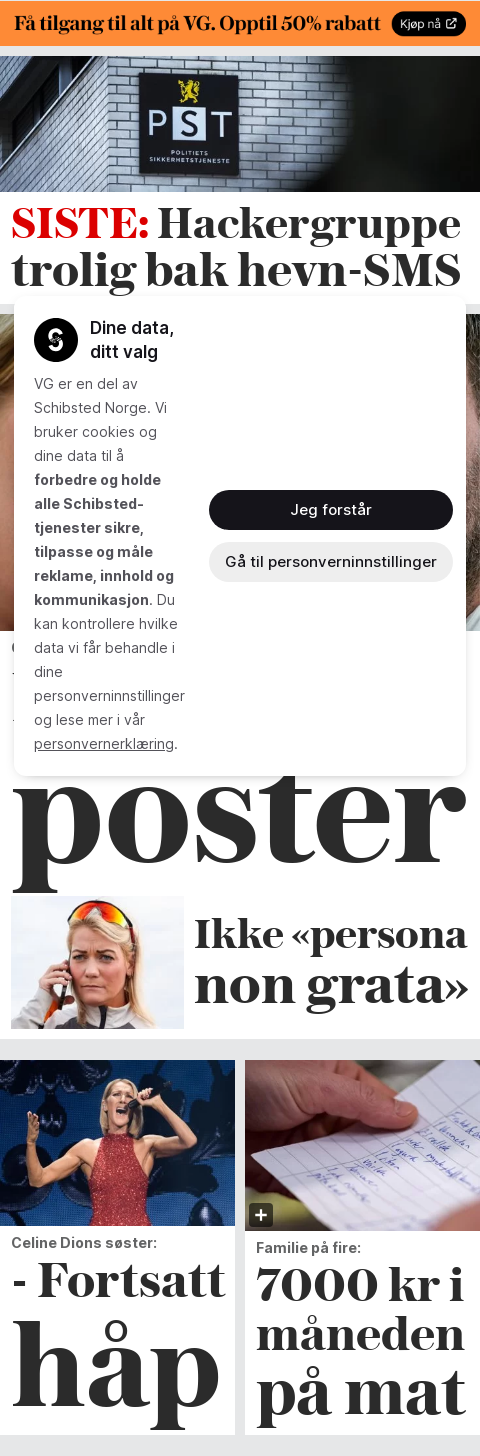 Få tilgang til alt på VG. Opptil 50% rabatt
Kjøp nå
PST
POLITIETS
SIKKERHETSTJENESTE
SISTE: Hackergruppe
trolig bak hevn-SMS
Dine data,
ditt valg
VG er en del av
Schibsted Norge. Vi
bruker cookies og
dine data til å
forbedre og holde
alle Schibsted-
tjenester sikre,
tilpasse og måle
reklame, innhold og
kommunikasjon. Du
kan kontrollere hvilke
data vi får behandle i
dine
personverninnstillinger
og lese mer i vår
personvernerklæring.
Jeg forstår
Gå til personverninnstillinger
poster
Ikke «persona
non grata»
Celine Dions søster:
- Fortsatt
håp
Familie på fire:
7000 kr i
måneden
på mat